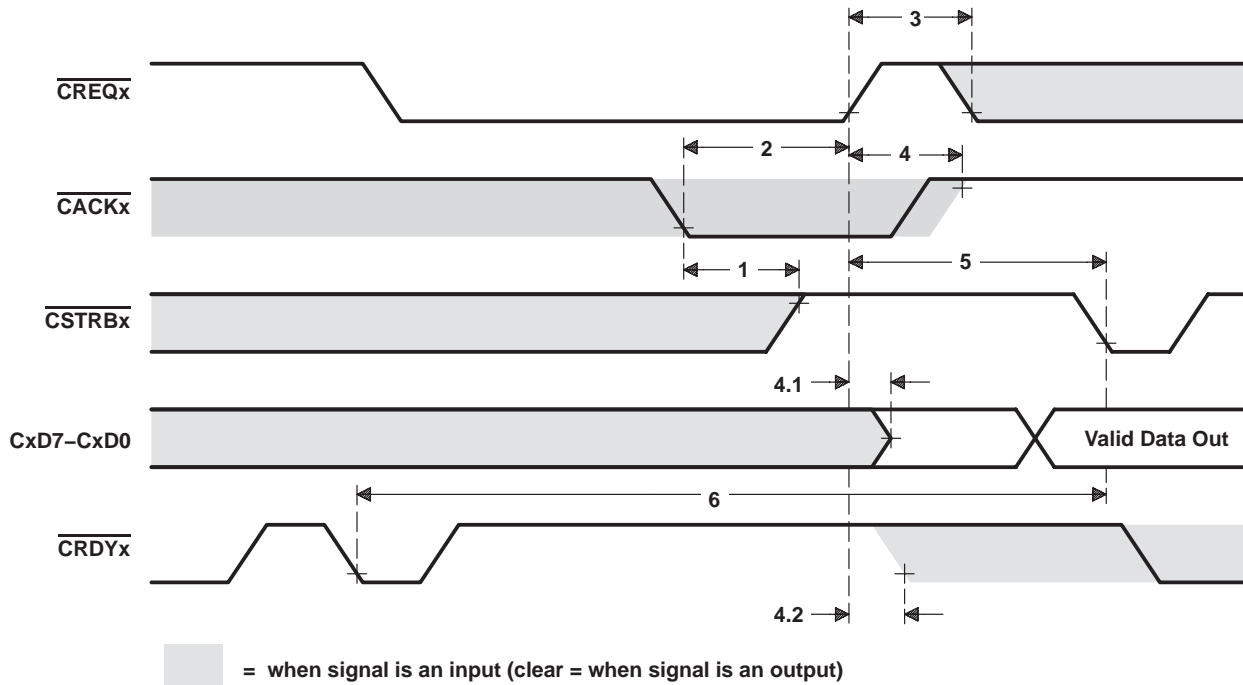 3
CREQx
2
4
CACKx
1
5
CSTRBx
4.1
CxD7–CxD0
Valid Data Out
6
CRDYx
4.2
= when signal is an input (clear = when signal is an output)